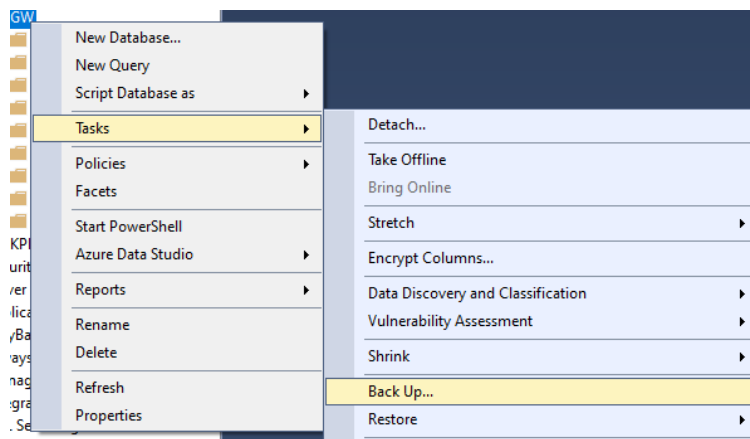 GW
New Database...
New Query
Script Database as
Tasks
Policies
Facets
Start PowerShell
Azure Data Studio
Reports
Rename
Delete
Refresh
Properties
Detach...
Take Offline
Bring Online
Stretch
Encrypt Columns...
Data Discovery and Classification
Vulnerability Assessment
Shrink
Back Up...
Restore